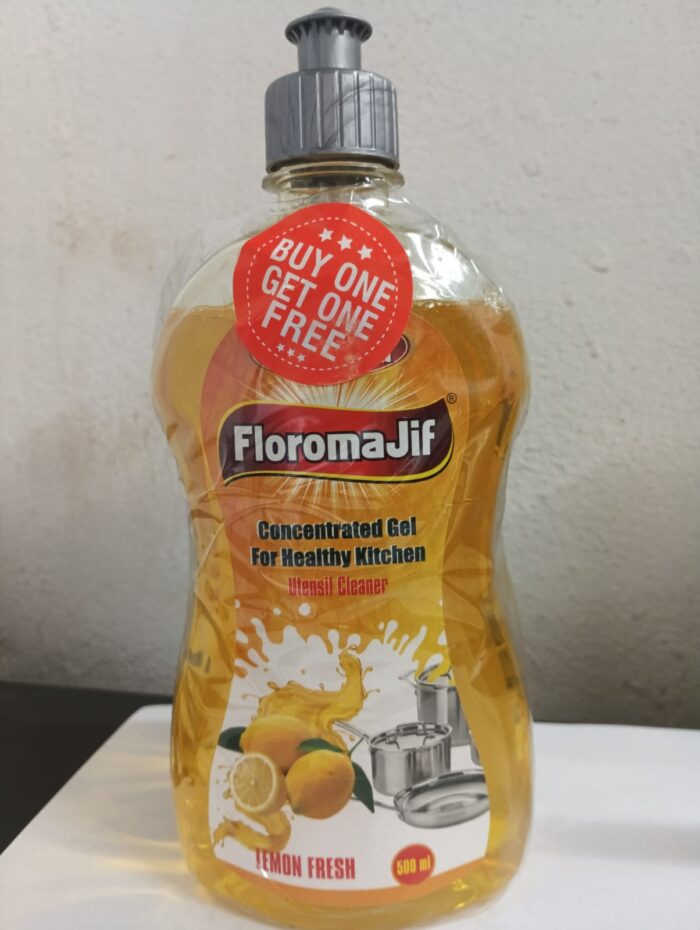 BUY ONE
GET ONE
FREE
FloromaJif ®
Concentrated Gel
For Healthy Kitchen
Utensil Cleaner
LEMON FRESH
500 ml